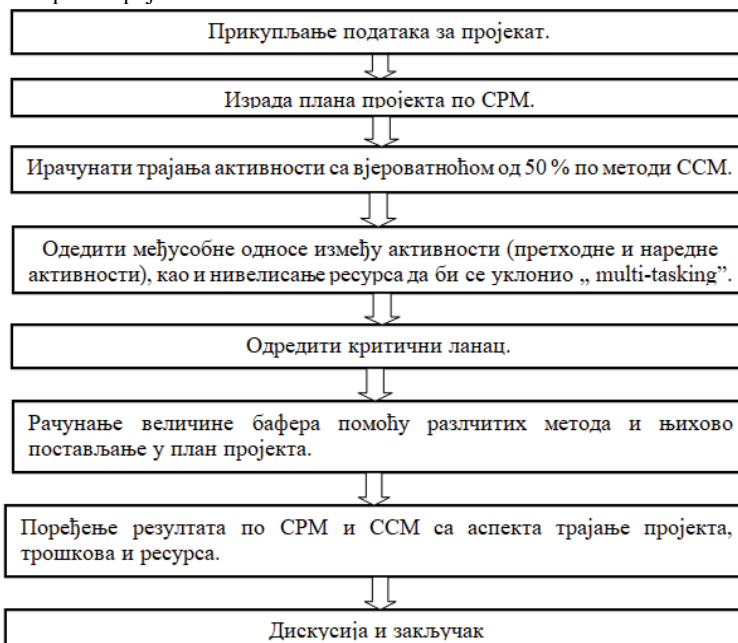 Прикупљање података за пројекат.
Израда плана пројекта по CPM.
Ирачунати трајања активности са вјероватноћом од 50 % по методи CCM.
Одедити међусобне односе између активности (претходне и наредне
активности), као и нивелисање ресурса да би се уклонио „ multi-tasking”.
Одредити критични ланац.
Рачунање величине бафера помоћу разлчитих метода и њихово
постављање у план пројекта.
Поређење резултата по CPM и CCM са аспекта трајање пројекта,
трошкова и ресурса.
Дискусија и закључак